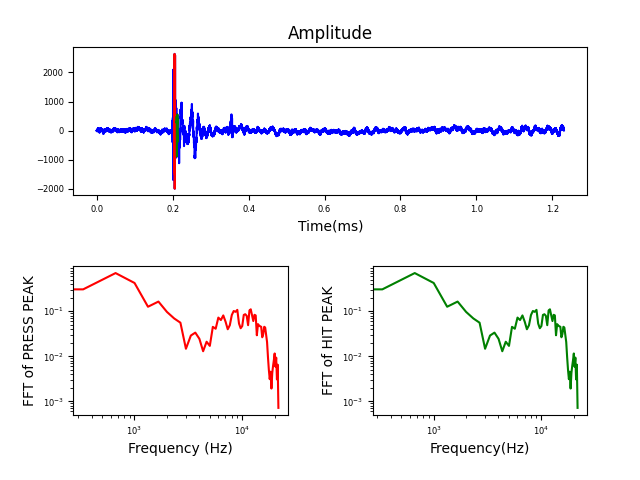 Amplitude
2000
1000
0
−1000
−2000
0.0 0.2 0.4 0.6 0.8 1.0 1.2
Time(ms)
FFT of PRESS PEAK
10⁻¹
10⁻²
10⁻³
10³ 10⁴
Frequency (Hz)
FFT of HIT PEAK
10⁻¹
10⁻²
10⁻³
10³ 10⁴
Frequency(Hz)